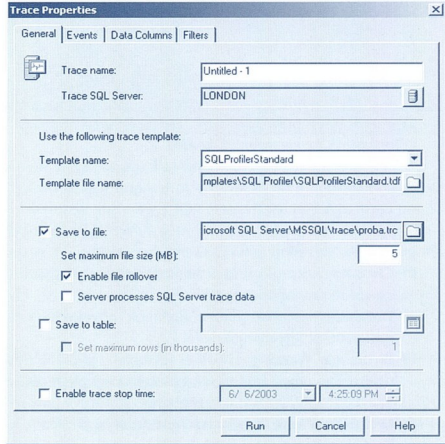 Trace Properties
General Events Data Columns Filters
Trace name: Untitled - 1
Trace SQL Server: LONDON
Use the following trace template:
Template name: SQLProfilerStandard
Template file name: mplates\SQL Profiler\SQLProfilerStandard.tdf
Save to file: icrosoft SQL Server\MSSQL\trace\proba.trc
Set maximum file size (MB): 5
Enable file rollover
Server processes SQL Server trace data
Save to table:
Set maximum rows (in thousands): 1
Enable trace stop time: 6/ 6/2003 4:25:09 PM
Run Cancel Help